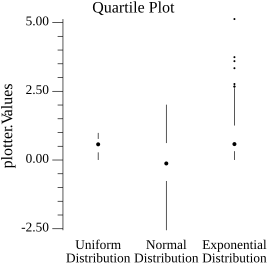 Quartile Plot
5.00
2.50
0.00
-2.50
plotter.Values
Uniform Distribution
Normal Distribution
Exponential Distribution